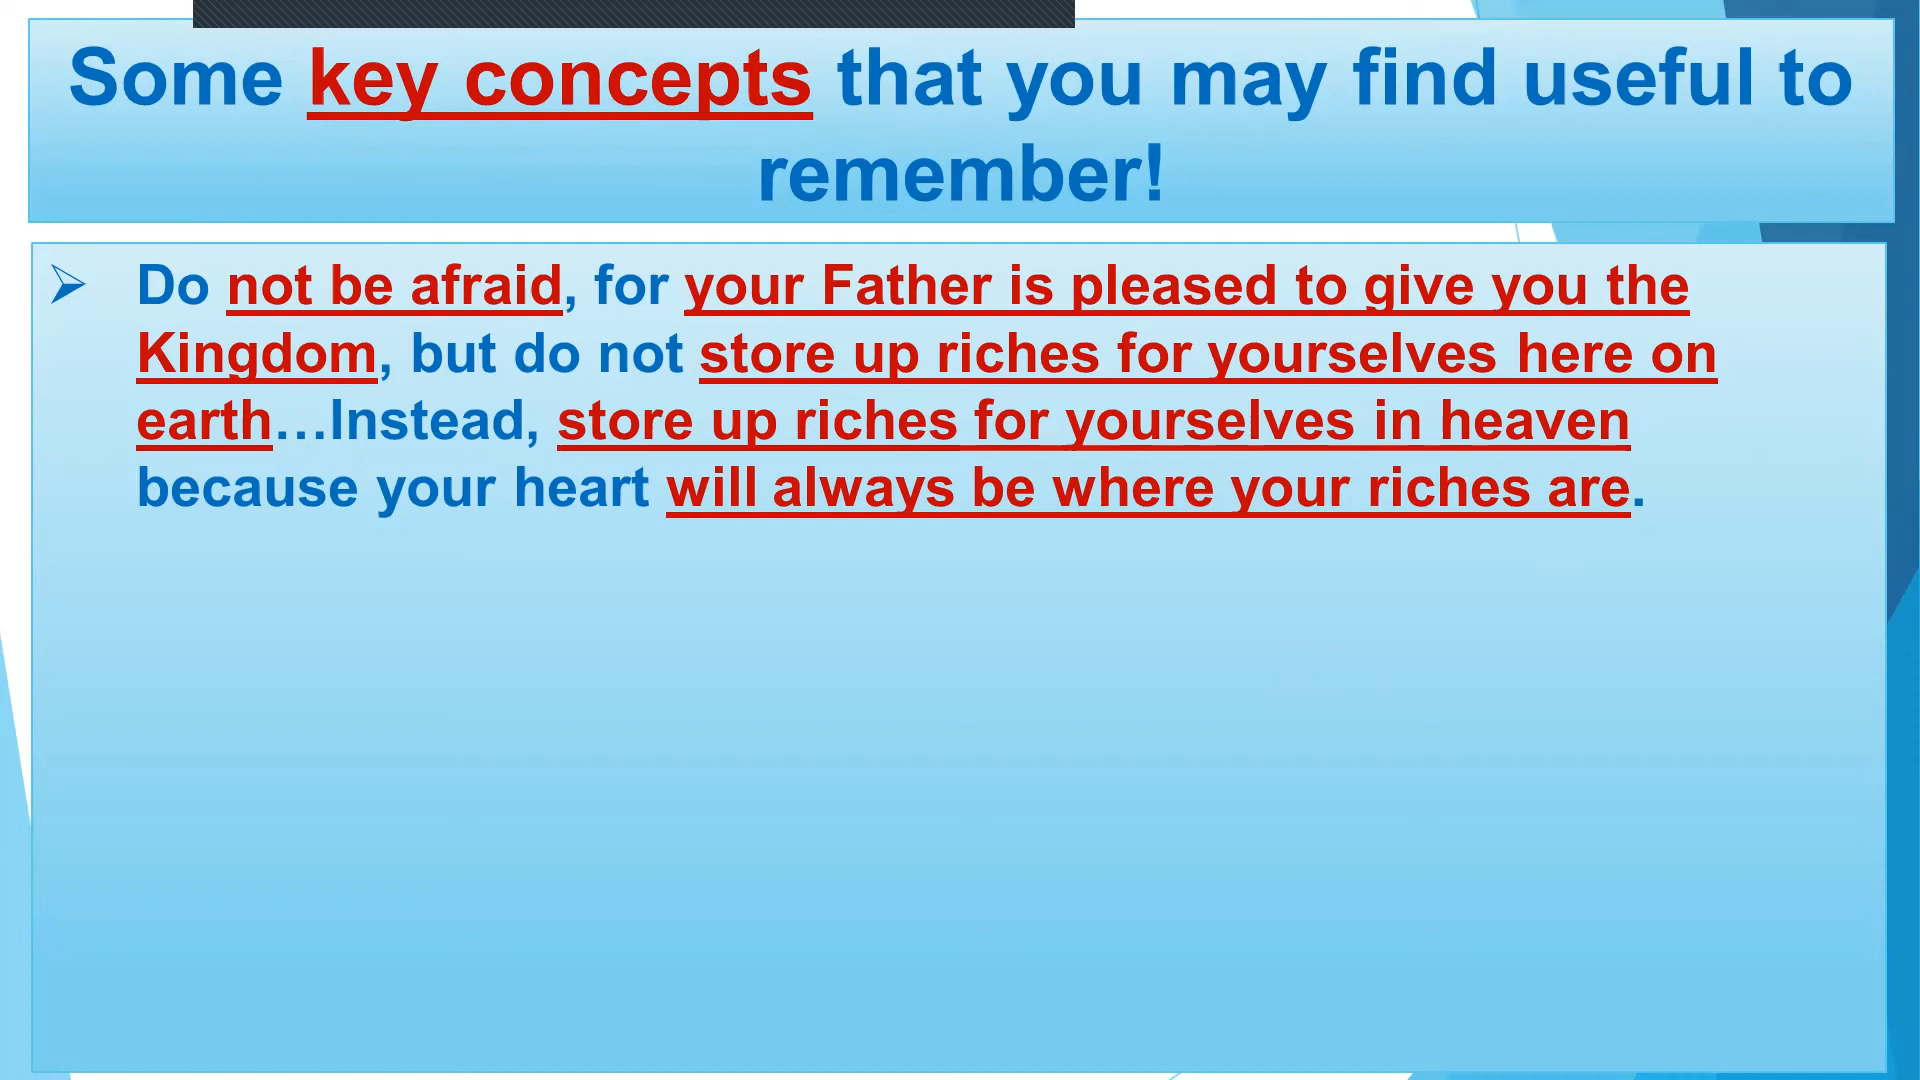 Some key concepts that you may find useful to
remember!
Do not be afraid, for your Father is pleased to give you the
Kingdom, but do not store up riches for yourselves here on
earth…Instead, store up riches for yourselves in heaven
because your heart will always be where your riches are.